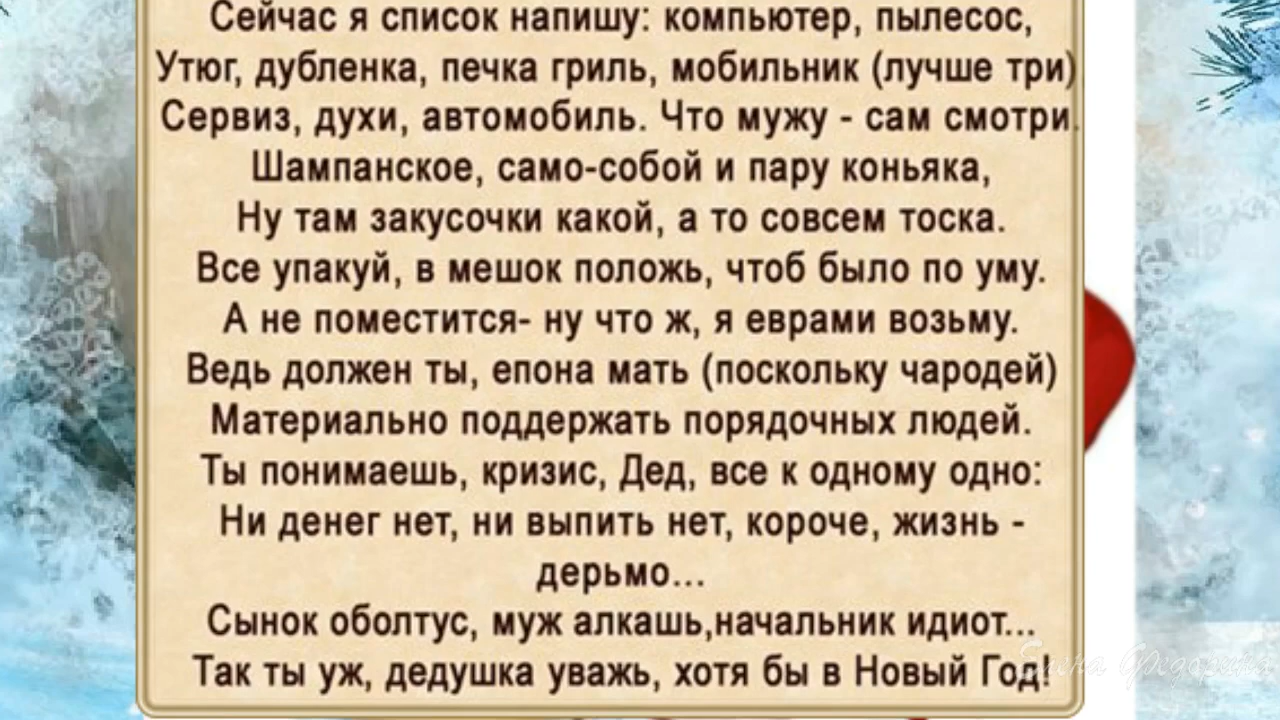 Сейчас я список напишу: компьютер, пылесос,
Утюг, дубленка, печка гриль, мобильник (лучше три)
Сервиз, духи, автомобиль. Что мужу - сам смотри.
Шампанское, само-собой и пару коньяка,
Ну там закусочки какой, а то совсем тоска.
Все упакуй, в мешок положь, чтоб было по уму.
А не поместится- ну что ж, я еврами возьму.
Ведь должен ты, епона мать (поскольку чародей)
Материально поддержать порядочных людей.
Ты понимаешь, кризис, Дед, все к одному одно:
Ни денег нет, ни выпить нет, короче, жизнь -
дерьмо...
Сынок оболтус, муж алкашь,начальник идиот...
Так ты уж, дедушка уважь, хотя бы в Новый Год!
Елена